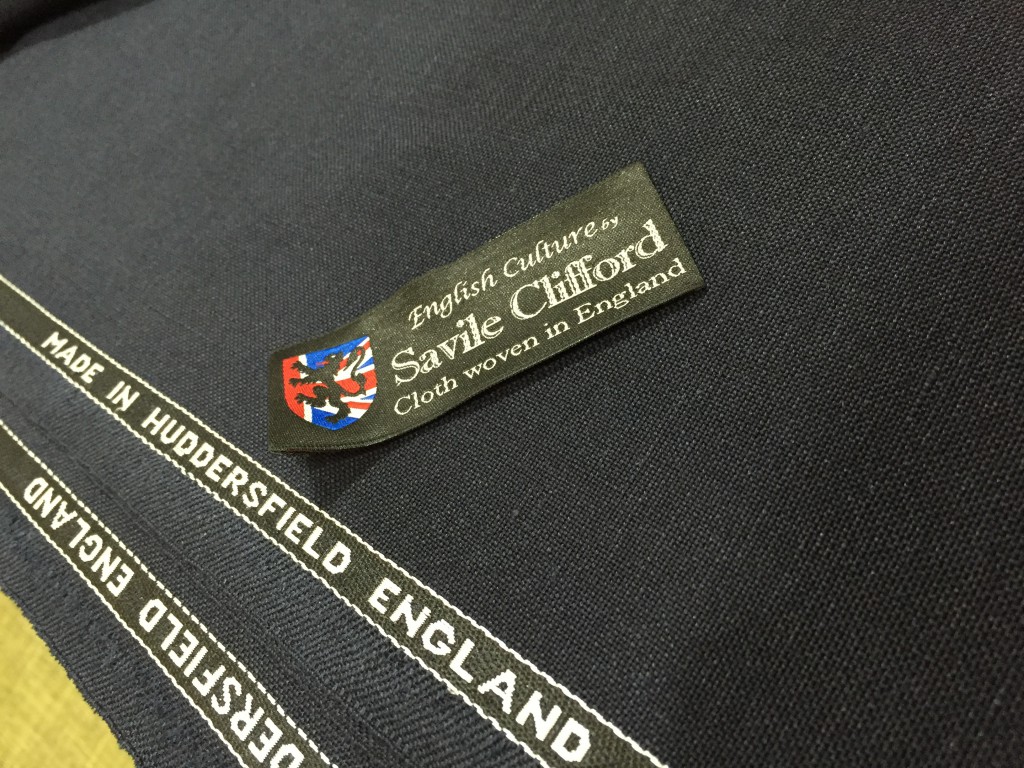 English Culture by
Savile Clifford
Cloth woven in England
MADE IN HUDDERSFIELD ENGLAND
DERSFIELD ENGLAND